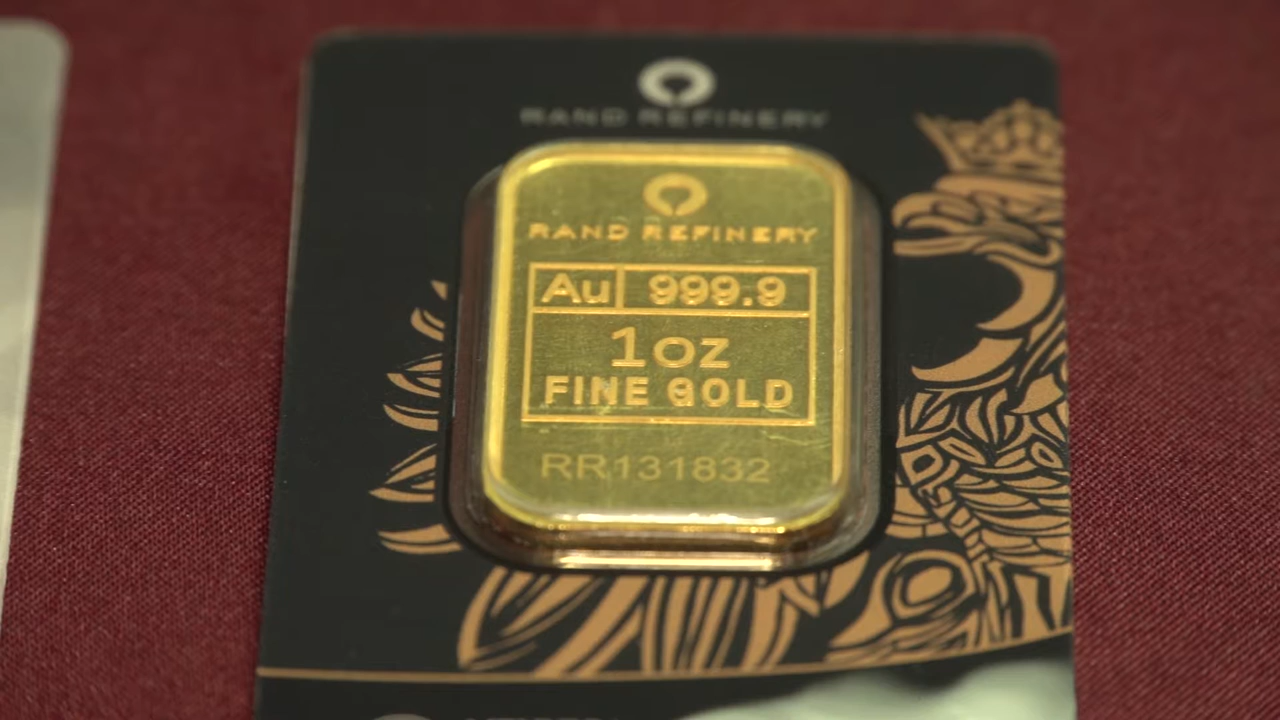 RAND REFINERY
RAND REFINERY
Au 999.9
1oz
FINE GOLD
RR131832